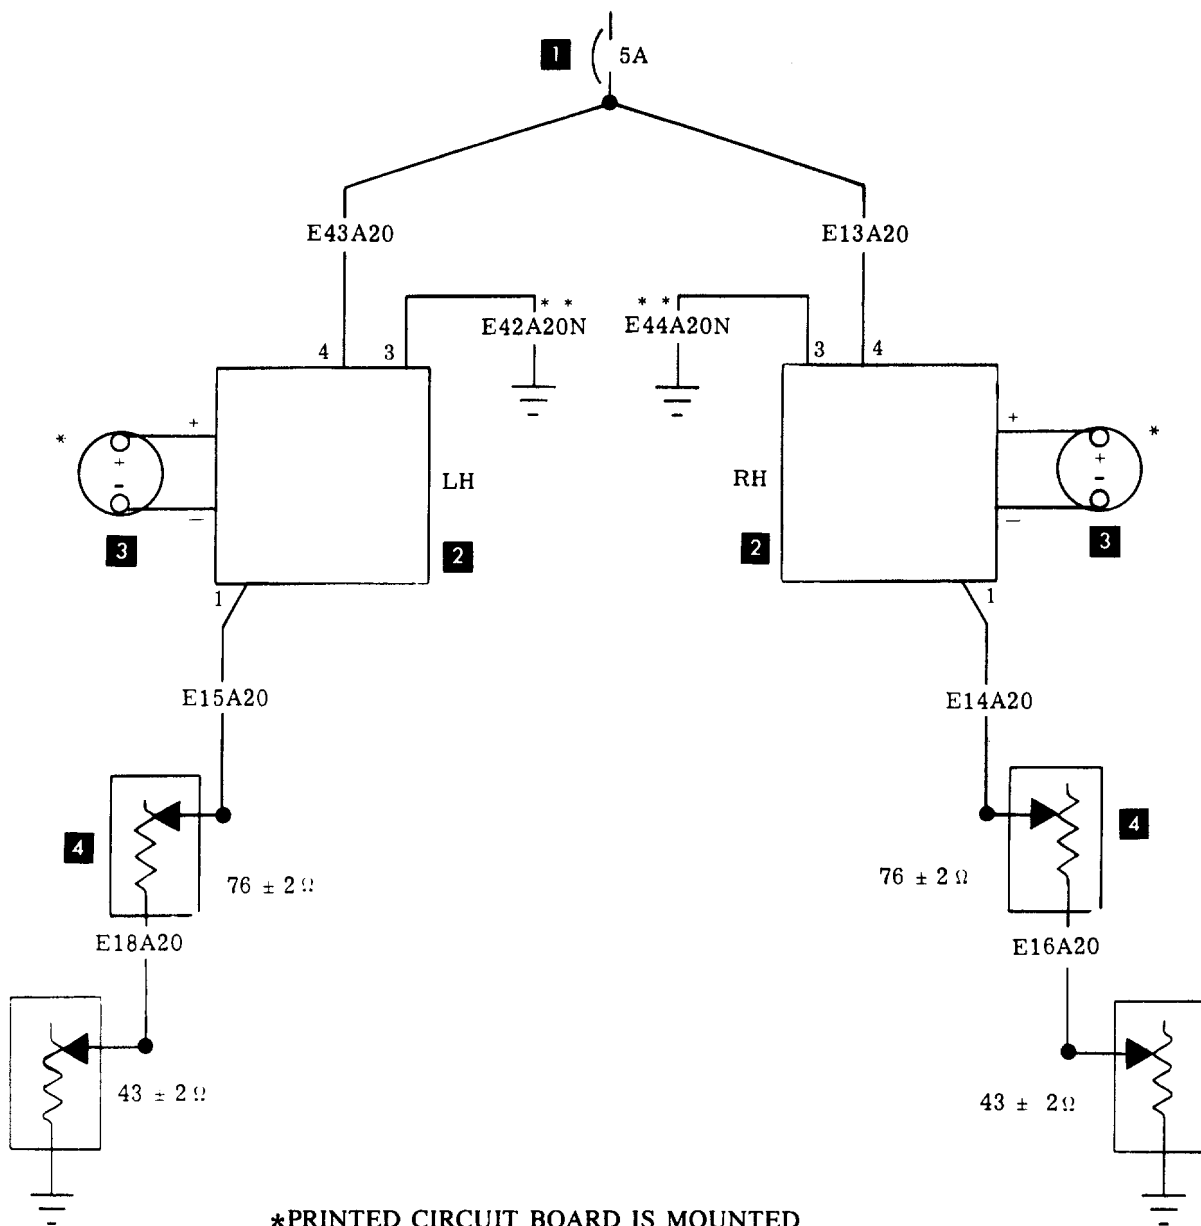 1 5A
E43A20 E13A20
* * * *
E42A20N E44A20N
4 3 3 4
* + + *
+ +
- LH RH -
− −
3 2 2 3
1 1
E15A20 E14A20
4 4
76 ± 2 Ω 76 ± 2 Ω
E18A20 E16A20
43 ± 2 Ω 43 ± 2 Ω
*PRINTED CIRCUIT BOARD IS MOUNTED